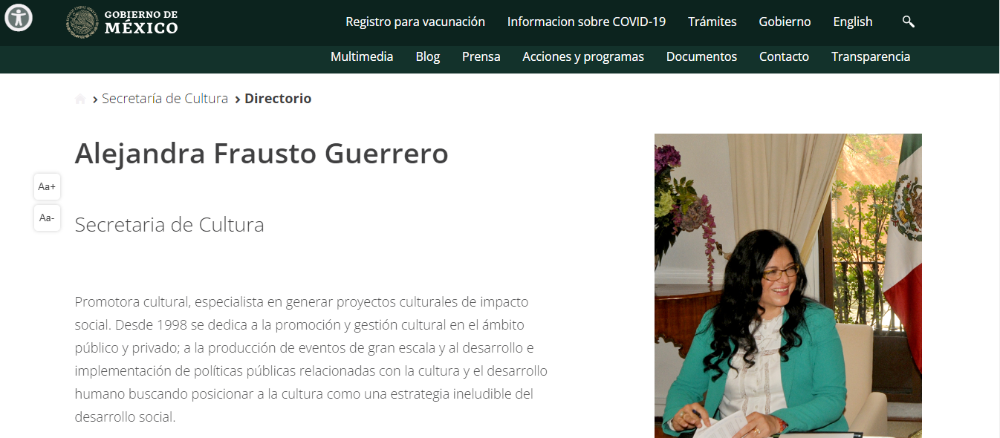 GOBIERNO DE
MÉXICO
Registro para vacunación Informacion sobre COVID-19 Trámites Gobierno English
Multimedia Blog Prensa Acciones y programas Documentos Contacto Transparencia
Secretaría de Cultura Directorio
Alejandra Frausto Guerrero
Aa+
Aa-
Secretaria de Cultura
Promotora cultural, especialista en generar proyectos culturales de impacto
social. Desde 1998 se dedica a la promoción y gestión cultural en el ámbito
público y privado; a la producción de eventos de gran escala y al desarrollo e
implementación de políticas públicas relacionadas con la cultura y el desarrollo
humano buscando posicionar a la cultura como una estrategia ineludible del
desarrollo social.